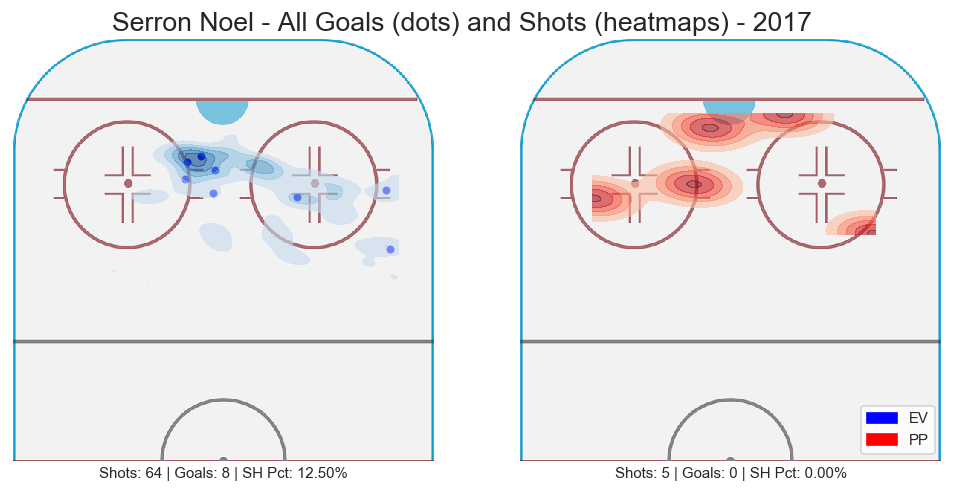 Serron Noel - All Goals (dots) and Shots (heatmaps) - 2017
EV
PP
Shots: 64 | Goals: 8 | SH Pct: 12.50%
Shots: 5 | Goals: 0 | SH Pct: 0.00%